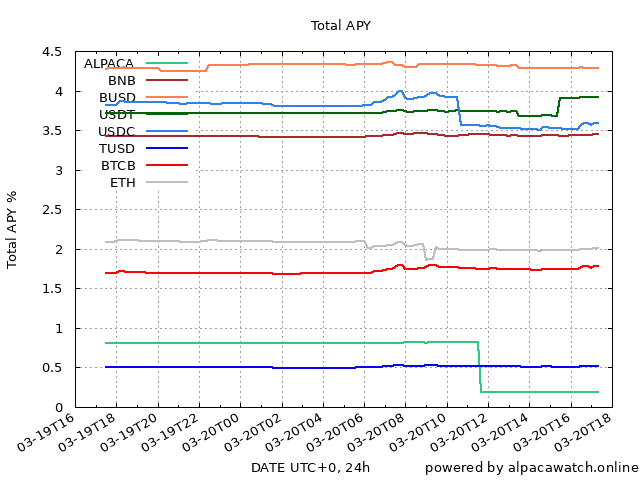 Total APY
Total APY %
4.5
4
3.5
3
2.5
2
1.5
1
0.5
0
ALPACA
BNB
BUSD
USDT
USDC
TUSD
BTCB
ETH
03-19T16
03-19T18
03-19T20
03-19T22
03-20T00
03-20T02
03-20T04
03-20T06
03-20T08
03-20T10
03-20T12
03-20T14
03-20T16
03-20T18
DATE UTC+0, 24h
powered by alpacawatch.online